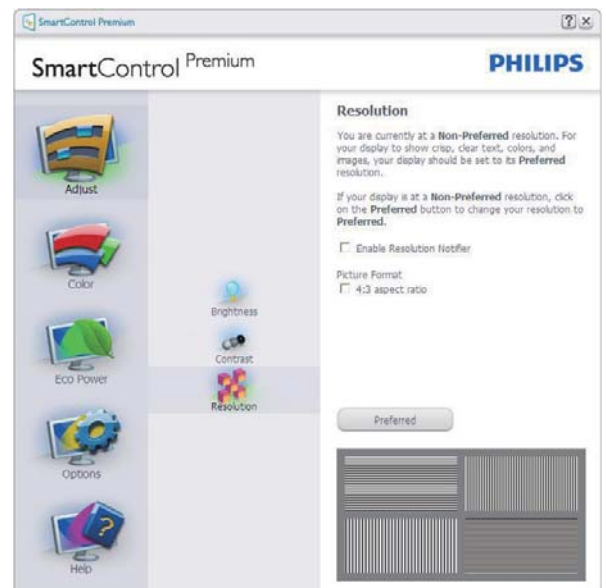 SmartControl Premium
SmartControl Premium
PHILIPS
Adjust
Color
Eco Power
Options
Help
Brightness
Contrast
Resolution
Resolution
You are currently at a Non-Preferred resolution. For
your display to show crisp, clear text, colors, and
images, your display should be set to its Preferred
resolution.
If your display is at a Non-Preferred resolution, click
on the Preferred button to change your resolution to
Preferred.
Enable Resolution Notifier
Picture Format
4:3 aspect ratio
Preferred